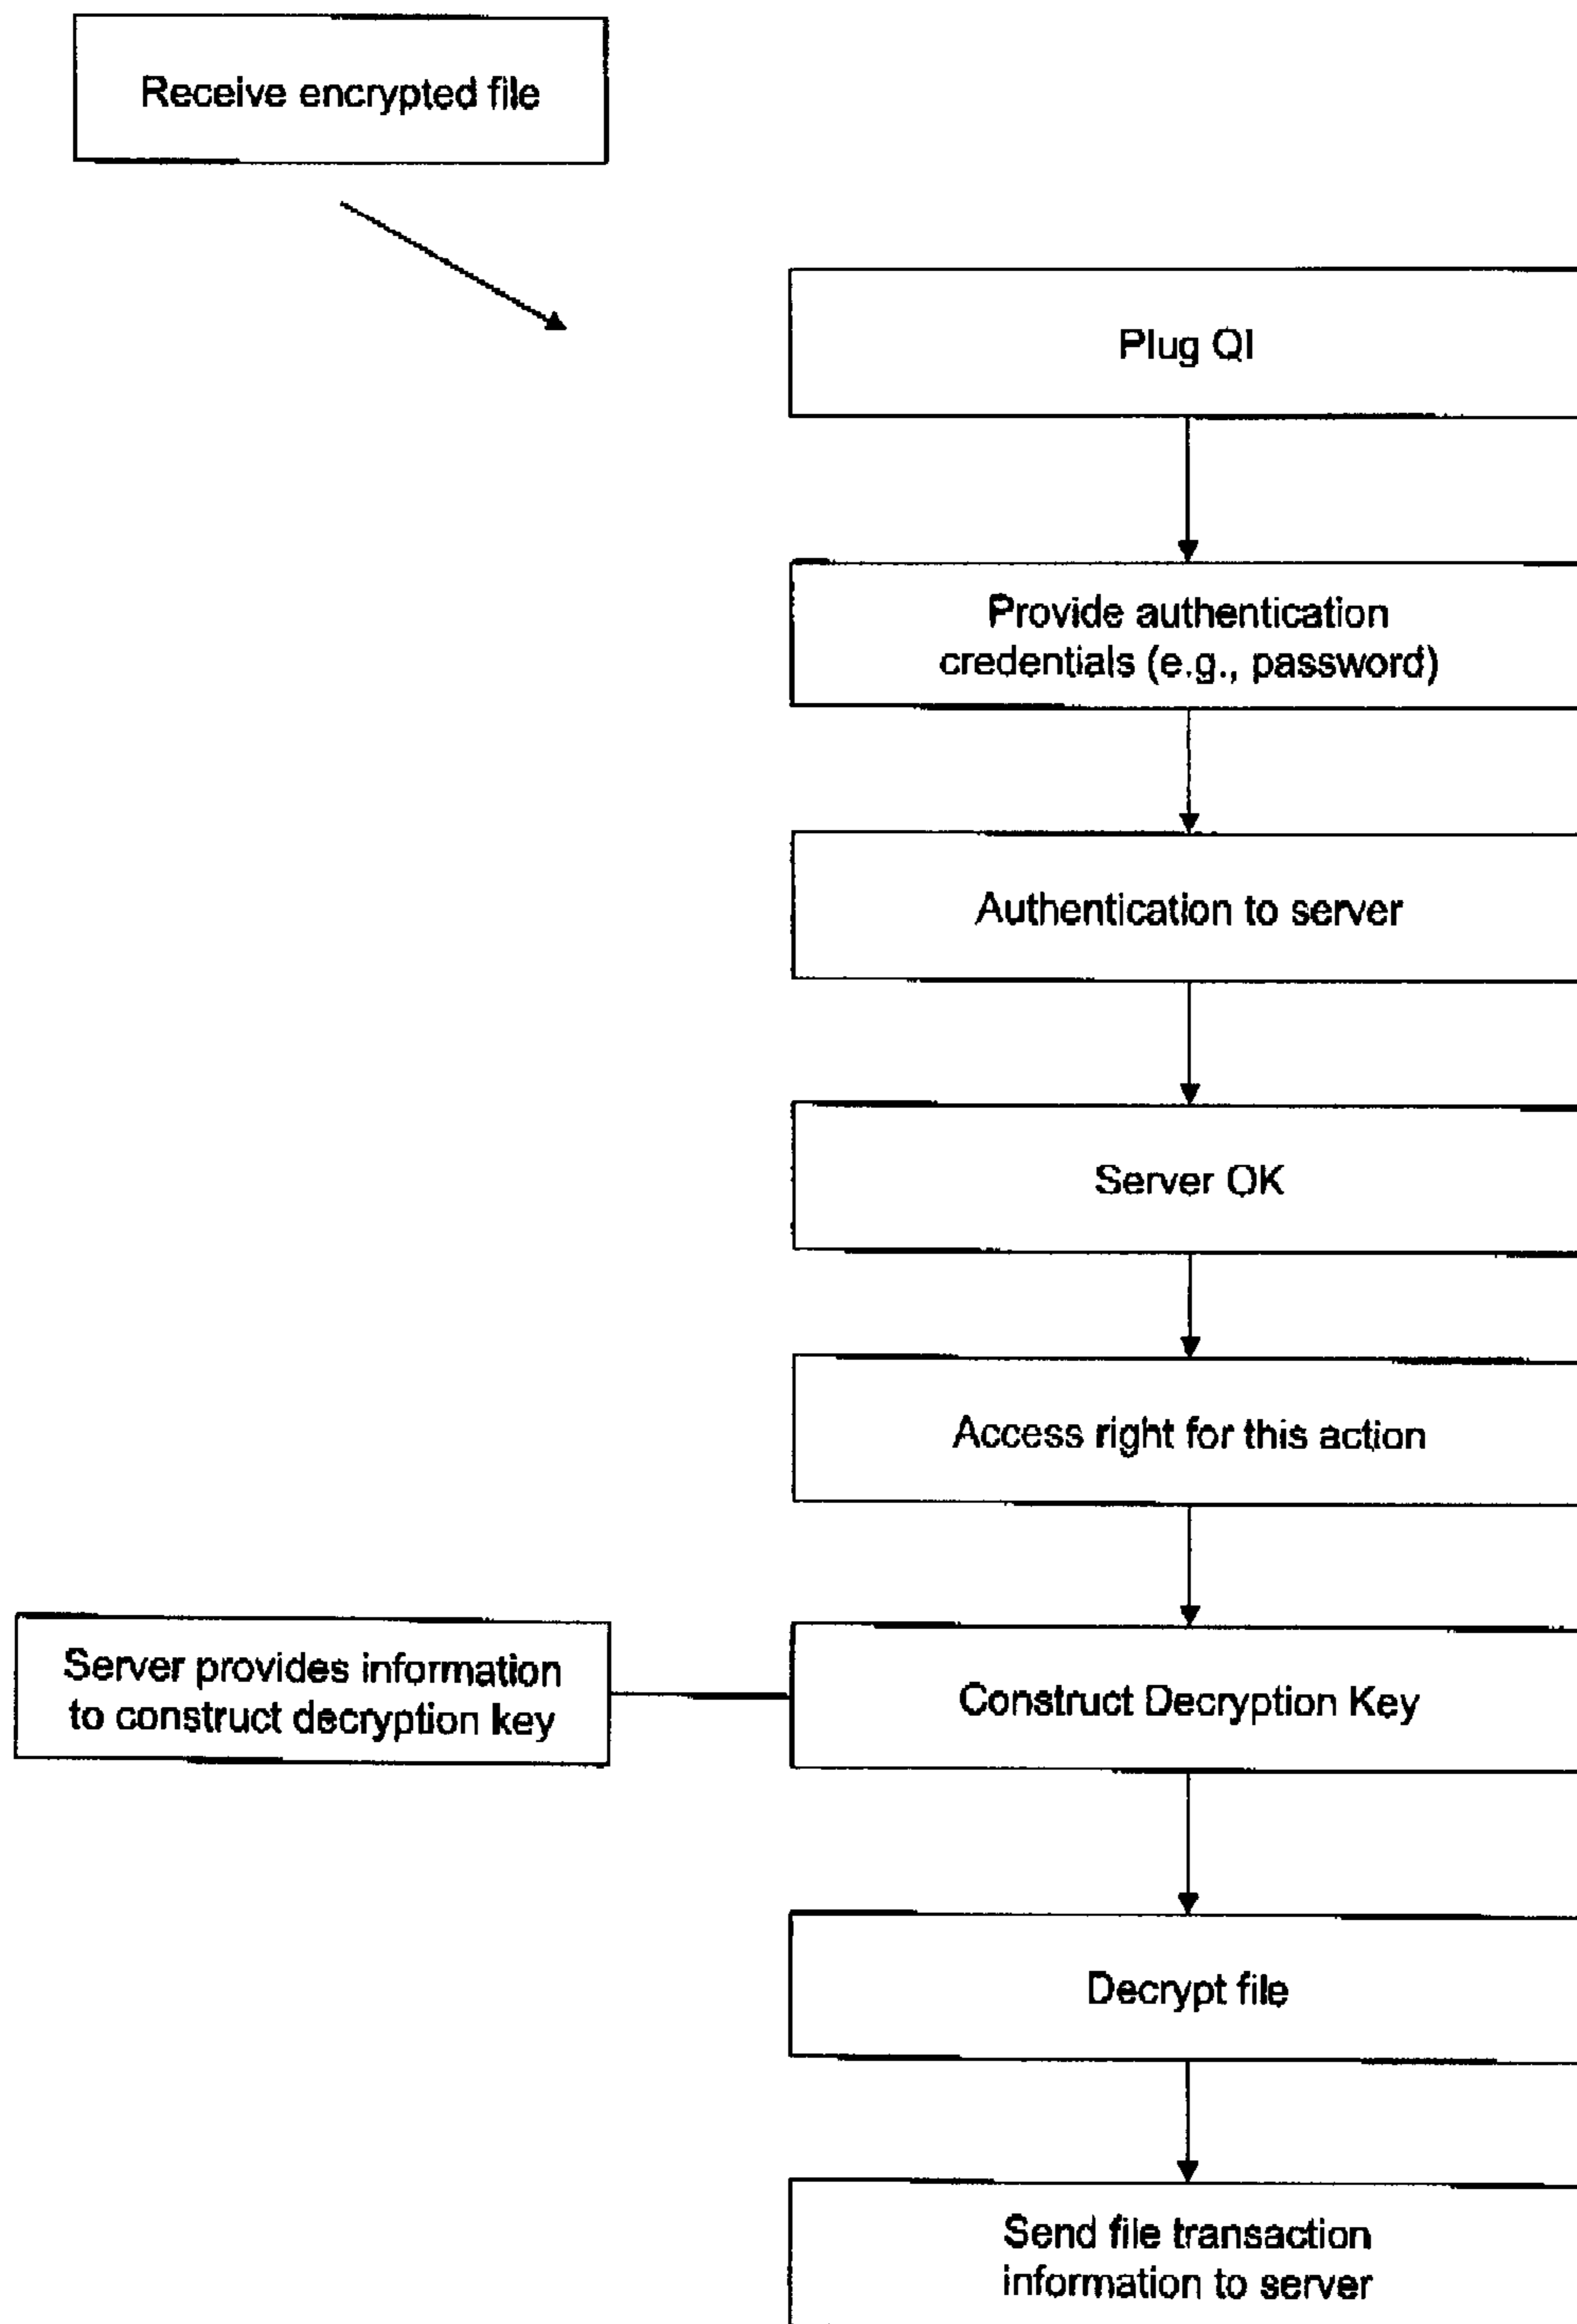 Receive encrypted file
Plug QI
Provide authentication
credentials (e.g., password)
Authentication to server
Server OK
Access right for this action
Server provides information
to construct decryption key
Construct Decryption Key
Decrypt file
Send file transaction
information to server